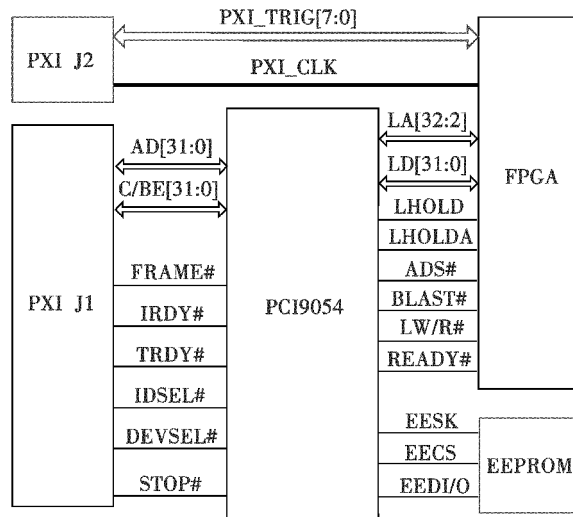 PXI_TRIG[7:0]
PXI J2
PXI_CLK
LA[32:2]
AD[31:0]
LD[31:0]
FPGA
C/BE[31:0]
LHOLD
LHOLDA
FRAME#
ADS#
PXI J1
PCI9054
BLAST#
IRDY#
LW/R#
TRDY#
READY#
IDSEL#
EESK
DEVSEL#
EECS
EEPROM
STOP#
EEDI/O